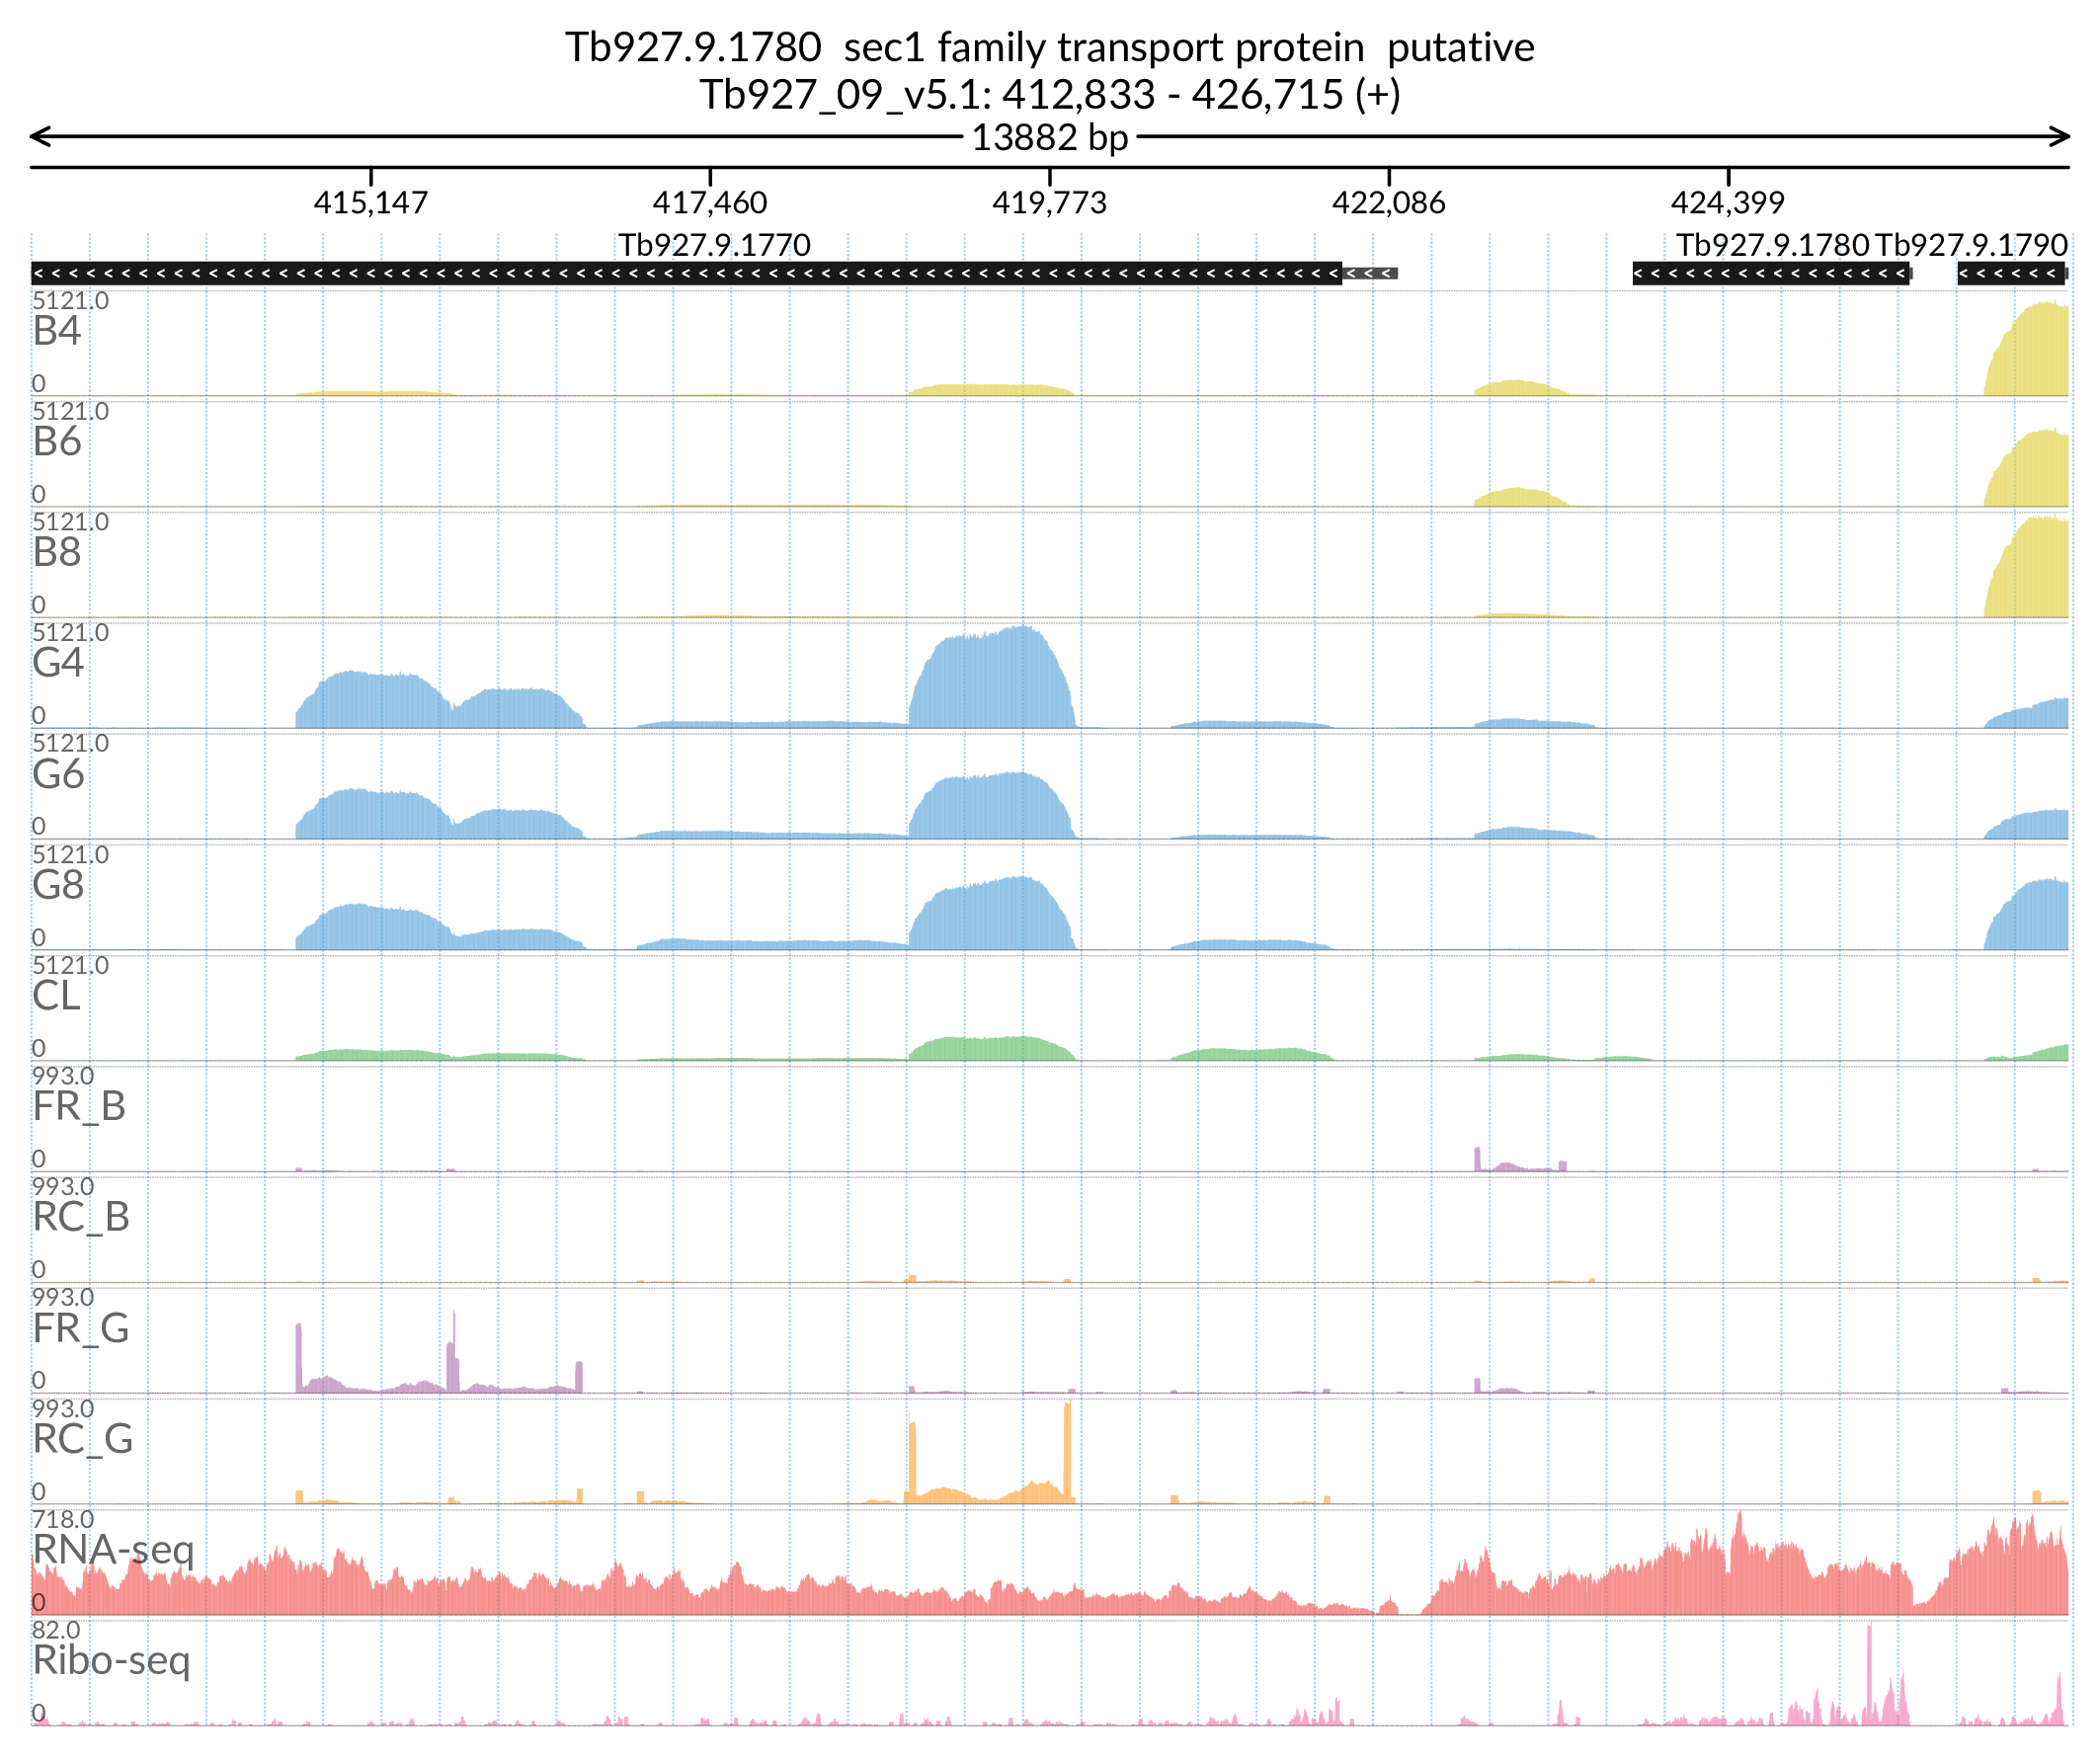 Tb927.9.1780  sec1 family transport protein  putative
Tb927_09_v5.1: 412,833 - 426,715 (+)
13882 bp
415,147 417,460 419,773 422,086 424,399
Tb927.9.1770 Tb927.9.1780 Tb927.9.1790
5121.0
B4
0
5121.0
B6
0
5121.0
B8
0
5121.0
G4
0
5121.0
G6
0
5121.0
G8
0
5121.0
CL
0
993.0
FR_B
0
993.0
RC_B
0
993.0
FR_G
0
993.0
RC_G
0
718.0
RNA-seq
0
82.0
Ribo-seq
0